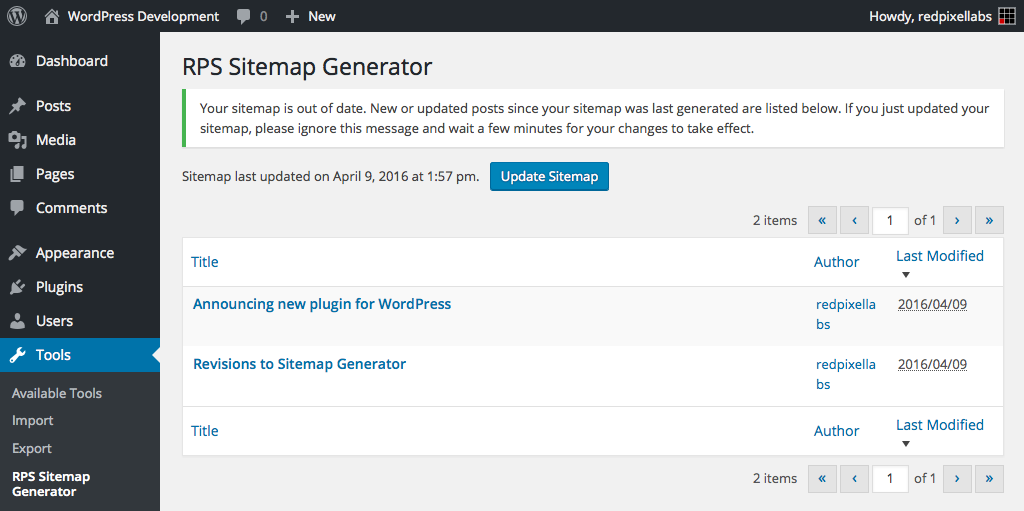 WordPress Development 0 + New Howdy, redpixellabs
Dashboard
Posts
Media
Pages
Comments
Appearance
Plugins
Users
Tools
Available Tools
Import
Export
RPS Sitemap
Generator
RPS Sitemap Generator
Your sitemap is out of date. New or updated posts since your sitemap was last generated are listed below. If you just updated your
sitemap, please ignore this message and wait a few minutes for your changes to take effect.
Sitemap last updated on April 9, 2016 at 1:57 pm. Update Sitemap
2 items « ‹ 1 of 1 › »
Title Author Last Modified
Announcing new plugin for WordPress redpixella 2016/04/09
bs
Revisions to Sitemap Generator redpixella 2016/04/09
bs
Title Author Last Modified
2 items « ‹ 1 of 1 › »